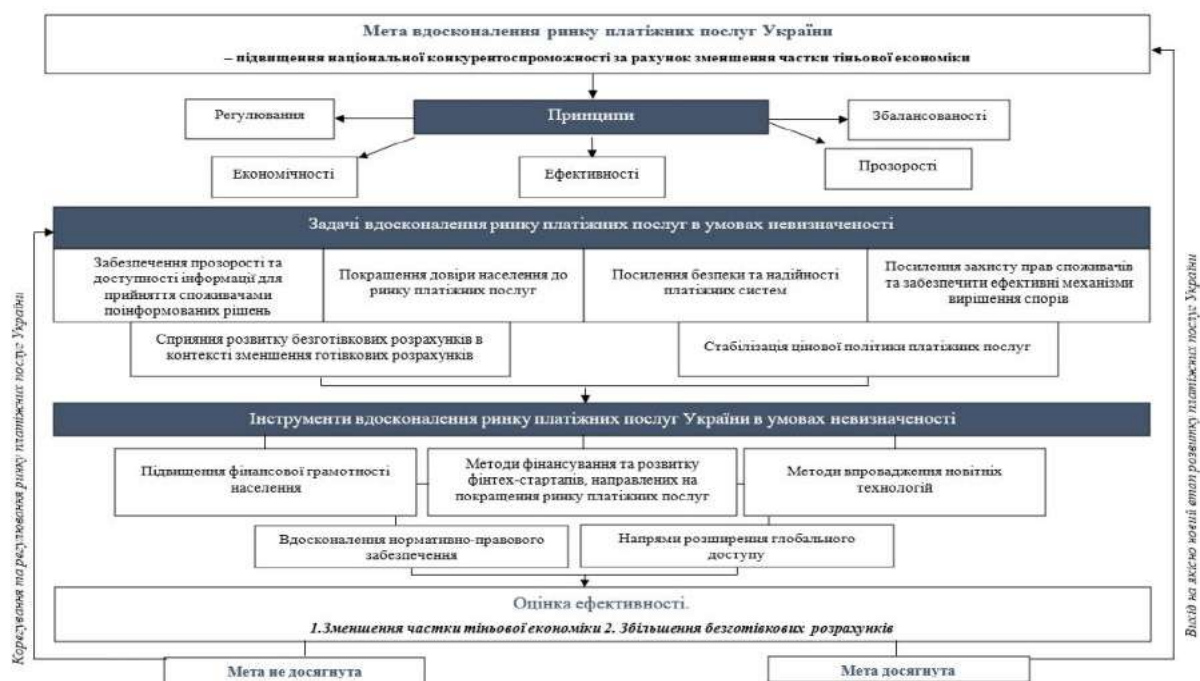 Мета вдосконалення ринку платіжних послуг України
– підвищення національної конкурентоспроможності за рахунок зменшення частки тіньової економіки
Принципи
Регулювання
Збалансованості
Економічності
Ефективності
Прозорості
Задачі вдосконалення ринку платіжних послуг в умовах невизначеності
Забезпечення прозорості та
доступності інформації для
прийняття споживачами
поінформованих рішень
Покращення довіри населення до
ринку платіжних послуг
Посилення безпеки та надійності
платіжних систем
Посилення захисту прав споживачів
та забезпечити ефективні механізми
вирішення спорів
Сприяння розвитку безготівкових розрахунків в
контексті зменшення готівкових розрахунків
Стабілізація цінової політики платіжних послуг
Інструменти вдосконалення ринку платіжних послуг України в умовах невизначеності
Підвищення фінансової грамотності
населення
Методи фінансування та розвитку
фінтех-стартапів, направлених на
покращення ринку платіжних послуг
Методи впровадження новітніх
технологій
Вдосконалення нормативно-правового
забезпечення
Напрями розширення глобального
доступу
Оцінка ефективності.
1.Зменшення частки тіньової економіки 2. Збільшення безготівкових розрахунків
Мета не досягнута
Мета досягнута
Корегування та регулювання ринку платіжних послуг України
Вихід на якісно новий етап розвитку платіжних послуг України